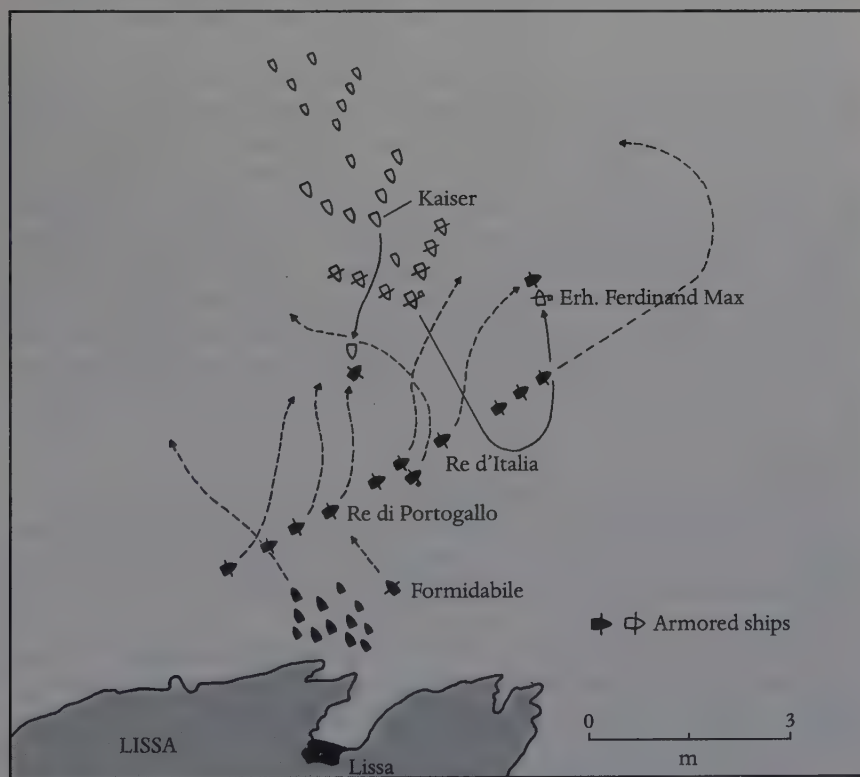 Kaiser
Erh. Ferdinand Max
Re d'Italia
Re di Portogallo
Formidabile
Armored ships
LISSA
Lissa
0 3
m